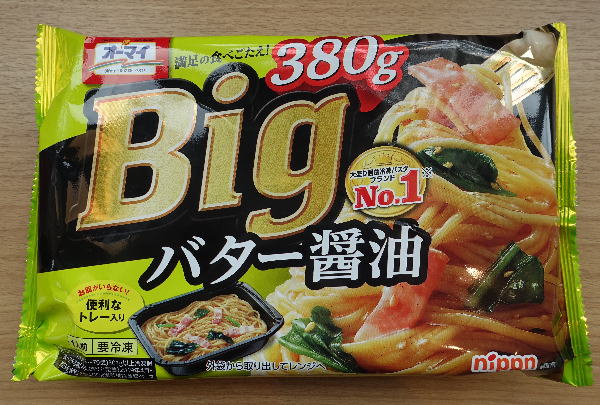 オーマイ
満足の食べごたえ!
380g
Big
大盛り個食冷凍パスタ
ブランド
No.1※
バター醤油
お皿がいらない!
便利な
トレー入り
要冷凍
外袋から取り出してレンジへ
nippn